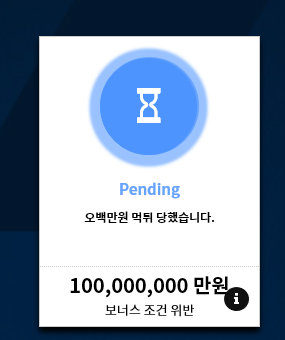 Pending
오백만원 먹튀 당했습니다.
100,000,000 만원
보너스 조건 위반